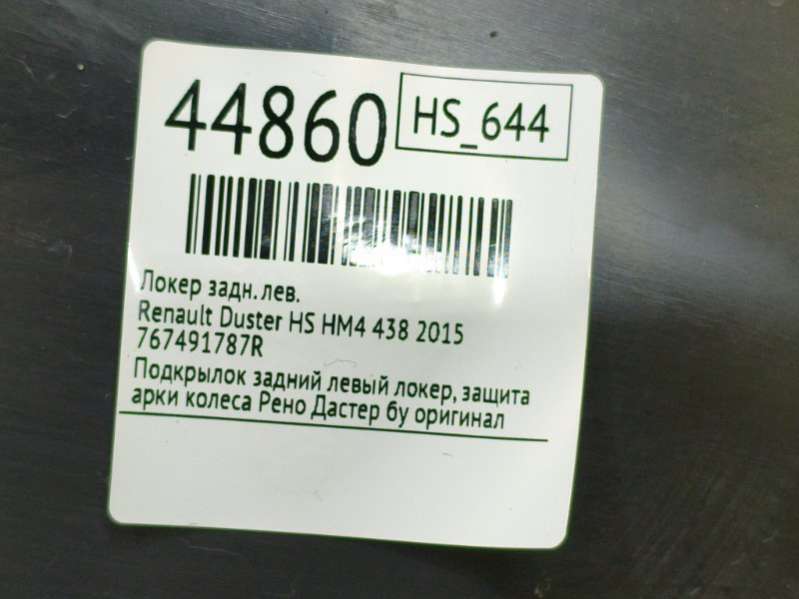 44860
HS_644
Локер задн. лев.
Renault Duster HS HM4 438 2015
767491787R
Подкрылок задний левый локер, защита
арки колеса Рено Дастер бу оригинал